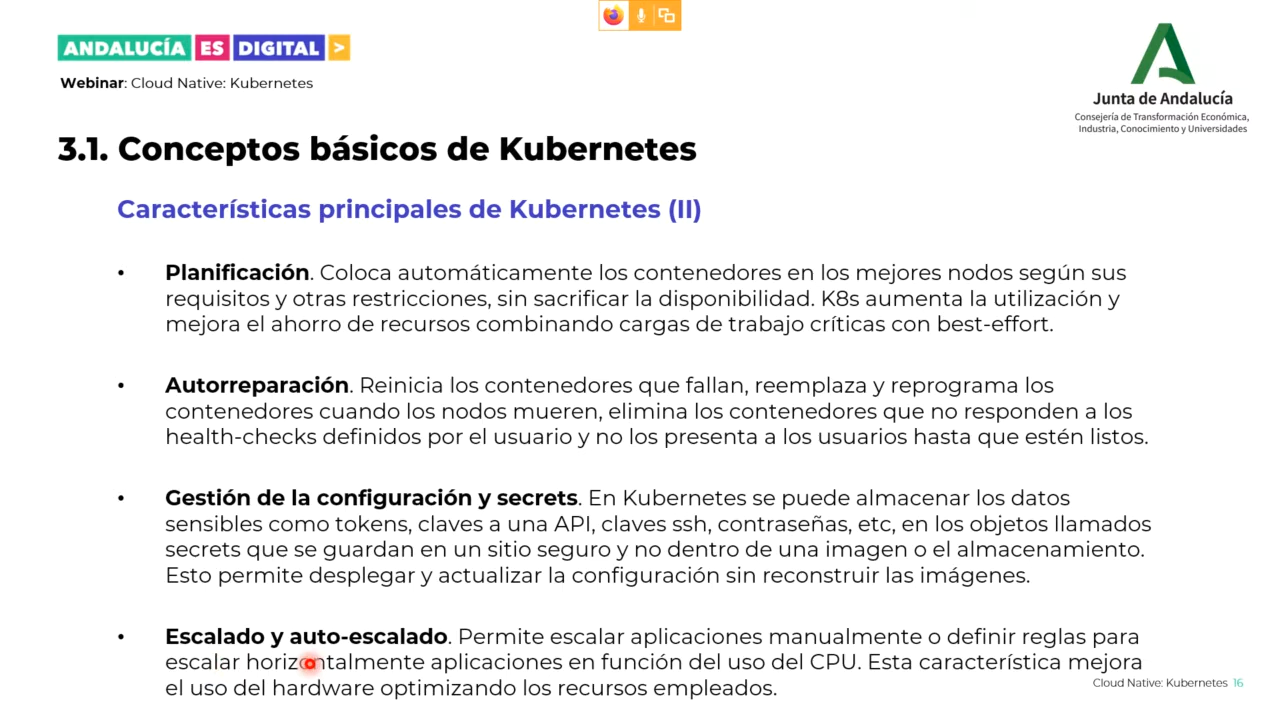 ANDALUCÍA ES DIGITAL >
Webinar: Cloud Native: Kubernetes
Junta de Andalucía
Consejería de Transformación Económica,
Industria, Conocimiento y Universidades
3.1. Conceptos básicos de Kubernetes
Características principales de Kubernetes (II)
• Planificación. Coloca automáticamente los contenedores en los mejores nodos según sus
requisitos y otras restricciones, sin sacrificar la disponibilidad. K8s aumenta la utilización y
mejora el ahorro de recursos combinando cargas de trabajo críticas con best-effort.
• Autorreparación. Reinicia los contenedores que fallan, reemplaza y reprograma los
contenedores cuando los nodos mueren, elimina los contenedores que no responden a los
health-checks definidos por el usuario y no los presenta a los usuarios hasta que estén listos.
• Gestión de la configuración y secrets. En Kubernetes se puede almacenar los datos
sensibles como tokens, claves a una API, claves ssh, contraseñas, etc, en los objetos llamados
secrets que se guardan en un sitio seguro y no dentro de una imagen o el almacenamiento.
Esto permite desplegar y actualizar la configuración sin reconstruir las imágenes.
• Escalado y auto-escalado. Permite escalar aplicaciones manualmente o definir reglas para
escalar horizontalmente aplicaciones en función del uso del CPU. Esta característica mejora
el uso del hardware optimizando los recursos empleados.
Cloud Native: Kubernetes 16